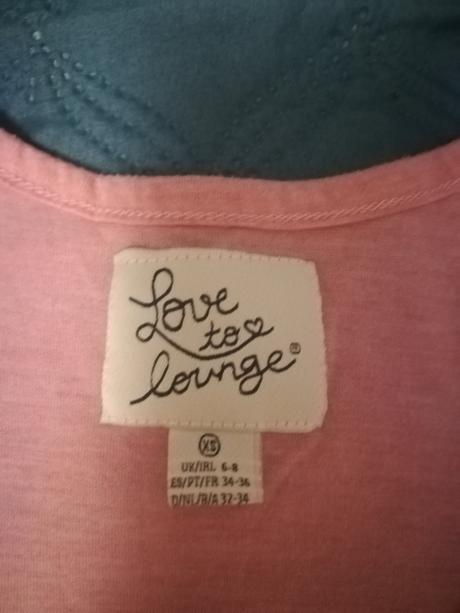 Love
to
lounge®
XS
UK/IRL 6-8
ES/PT/FR 34-36
D/NL/B/A 32-34